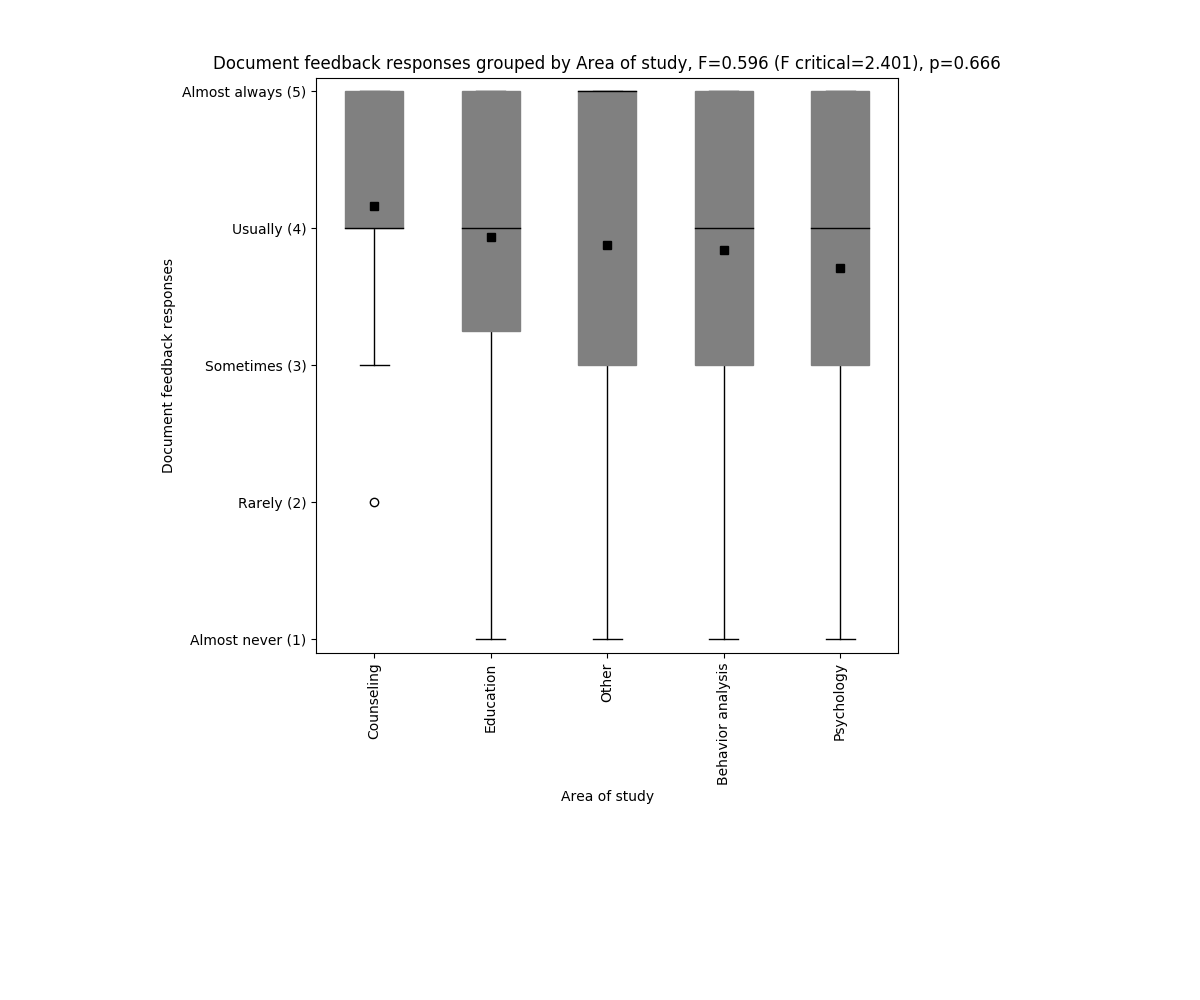 Document feedback responses grouped by Area of study, F=0.596 (F critical=2.401), p=0.666
Almost always (5)
Usually (4)
Sometimes (3)
Rarely (2)
Almost never (1)
Document feedback responses
Counseling
Education
Other
Behavior analysis
Psychology
Area of study